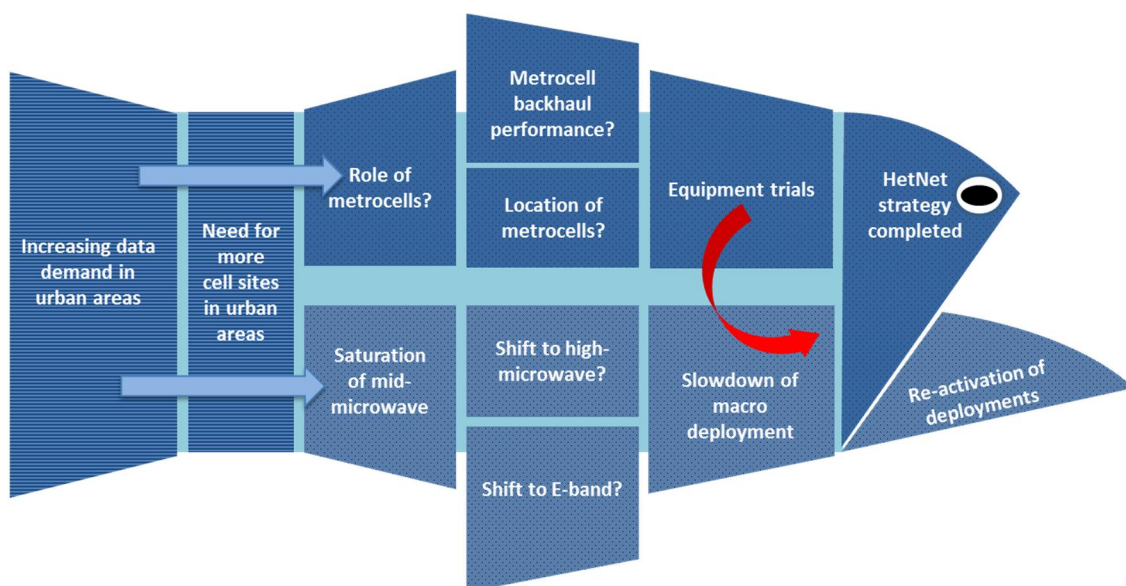 Increasing data
demand in
urban areas
Need for
more
cell sites
in urban
areas
Role of
metrocells?
Saturation
of mid-
microwave
Metrocell
backhaul
performance?
Location of
metrocells?
Shift to high-
microwave?
Shift to E-band?
Equipment trials
Slowdown of
macro
deployment
HetNet
strategy
completed
Re-activation of
deployments